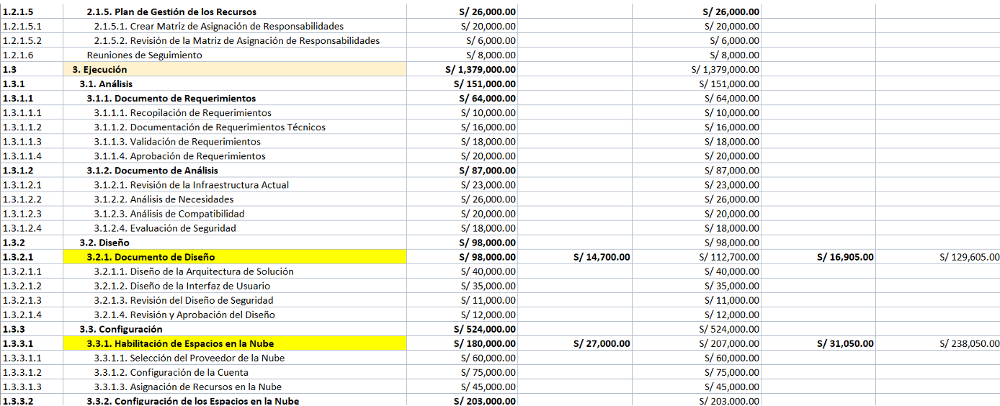 1.2.1.5 2.1.5. Plan de Gestión de los Recursos S/ 26,000.00 S/ 26,000.00
1.2.1.5.1 2.1.5.1. Crear Matriz de Asignación de Responsabilidades S/ 20,000.00 S/ 20,000.00
1.2.1.5.2 2.1.5.2. Revisión de la Matriz de Asignación de Responsabilidades S/ 6,000.00 S/ 6,000.00
1.2.1.6 Reuniones de Seguimiento S/ 8,000.00 S/ 8,000.00
1.3 3. Ejecución S/ 1,379,000.00 S/ 1,379,000.00
1.3.1 3.1. Análisis S/ 151,000.00 S/ 151,000.00
1.3.1.1 3.1.1. Documento de Requerimientos S/ 64,000.00 S/ 64,000.00
1.3.1.1.1 3.1.1.1. Recopilación de Requerimientos S/ 10,000.00 S/ 10,000.00
1.3.1.1.2 3.1.1.2. Documentación de Requerimientos Técnicos S/ 16,000.00 S/ 16,000.00
1.3.1.1.3 3.1.1.3. Validación de Requerimientos S/ 18,000.00 S/ 18,000.00
1.3.1.1.4 3.1.1.4. Aprobación de Requerimientos S/ 20,000.00 S/ 20,000.00
1.3.1.2 3.1.2. Documento de Análisis S/ 87,000.00 S/ 87,000.00
1.3.1.2.1 3.1.2.1. Revisión de la Infraestructura Actual S/ 23,000.00 S/ 23,000.00
1.3.1.2.2 3.1.2.2. Análisis de Necesidades S/ 26,000.00 S/ 26,000.00
1.3.1.2.3 3.1.2.3. Análisis de Compatibilidad S/ 20,000.00 S/ 20,000.00
1.3.1.2.4 3.1.2.4. Evaluación de Seguridad S/ 18,000.00 S/ 18,000.00
1.3.2 3.2. Diseño S/ 98,000.00 S/ 98,000.00
1.3.2.1 3.2.1. Documento de Diseño S/ 98,000.00 S/ 14,700.00 S/ 112,700.00 S/ 16,905.00 S/ 129,605.00
1.3.2.1.1 3.2.1.1. Diseño de la Arquitectura de Solución S/ 40,000.00 S/ 40,000.00
1.3.2.1.2 3.2.1.2. Diseño de la Interfaz de Usuario S/ 35,000.00 S/ 35,000.00
1.3.2.1.3 3.2.1.3. Revisión del Diseño de Seguridad S/ 11,000.00 S/ 11,000.00
1.3.2.1.4 3.2.1.4. Revisión y Aprobación del Diseño S/ 12,000.00 S/ 12,000.00
1.3.3 3.3. Configuración S/ 524,000.00 S/ 524,000.00
1.3.3.1 3.3.1. Habilitación de Espacios en la Nube S/ 180,000.00 S/ 27,000.00 S/ 207,000.00 S/ 31,050.00 S/ 238,050.00
1.3.3.1.1 3.3.1.1. Selección del Proveedor de la Nube S/ 60,000.00 S/ 60,000.00
1.3.3.1.2 3.3.1.2. Configuración de la Cuenta S/ 75,000.00 S/ 75,000.00
1.3.3.1.3 3.3.1.3. Asignación de Recursos en la Nube S/ 45,000.00 S/ 45,000.00
1.3.3.2 3.3.2. Configuración de los Espacios en la Nube S/ 203,000.00 S/ 203,000.00